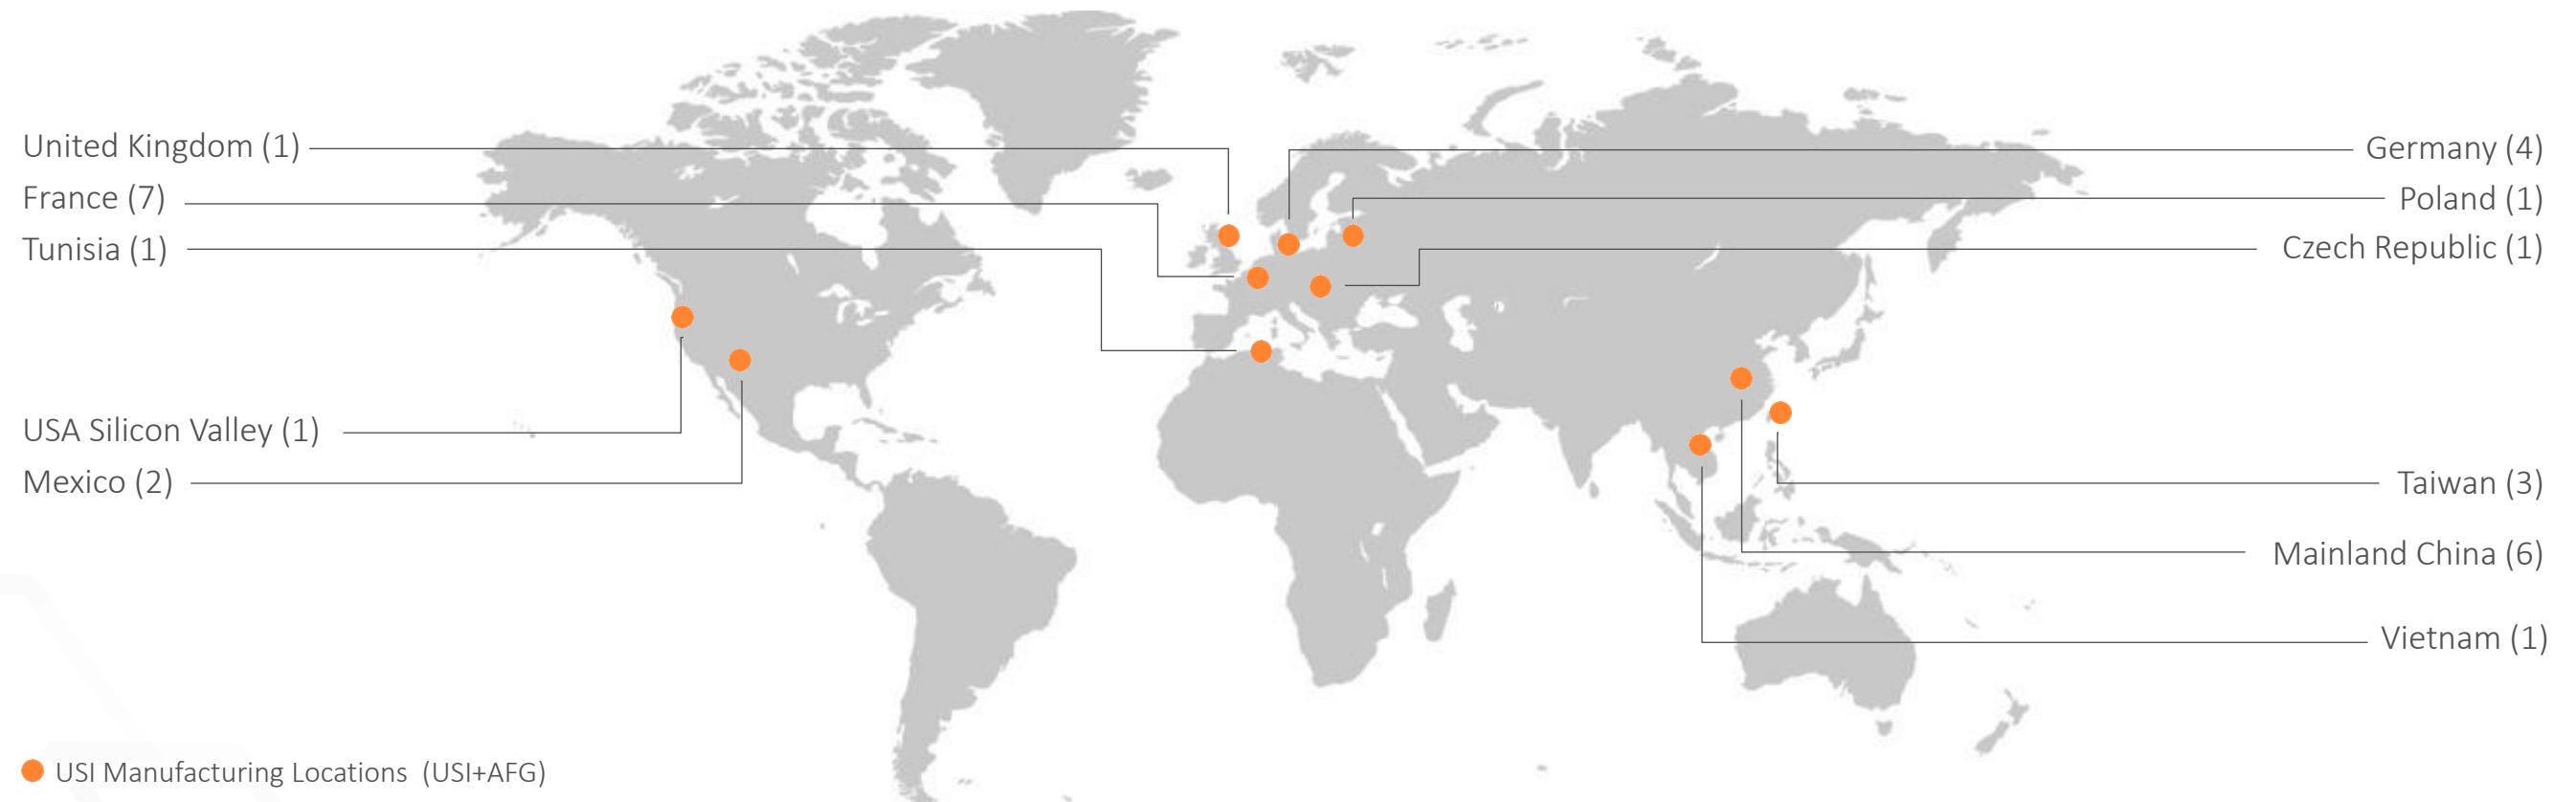 United Kingdom (1)
France (7)
Tunisia (1)
USA Silicon Valley (1)
Mexico (2)
Germany (4)
Poland (1)
Czech Republic (1)
Taiwan (3)
Mainland China (6)
Vietnam (1)
USI Manufacturing Locations (USI+AFG)